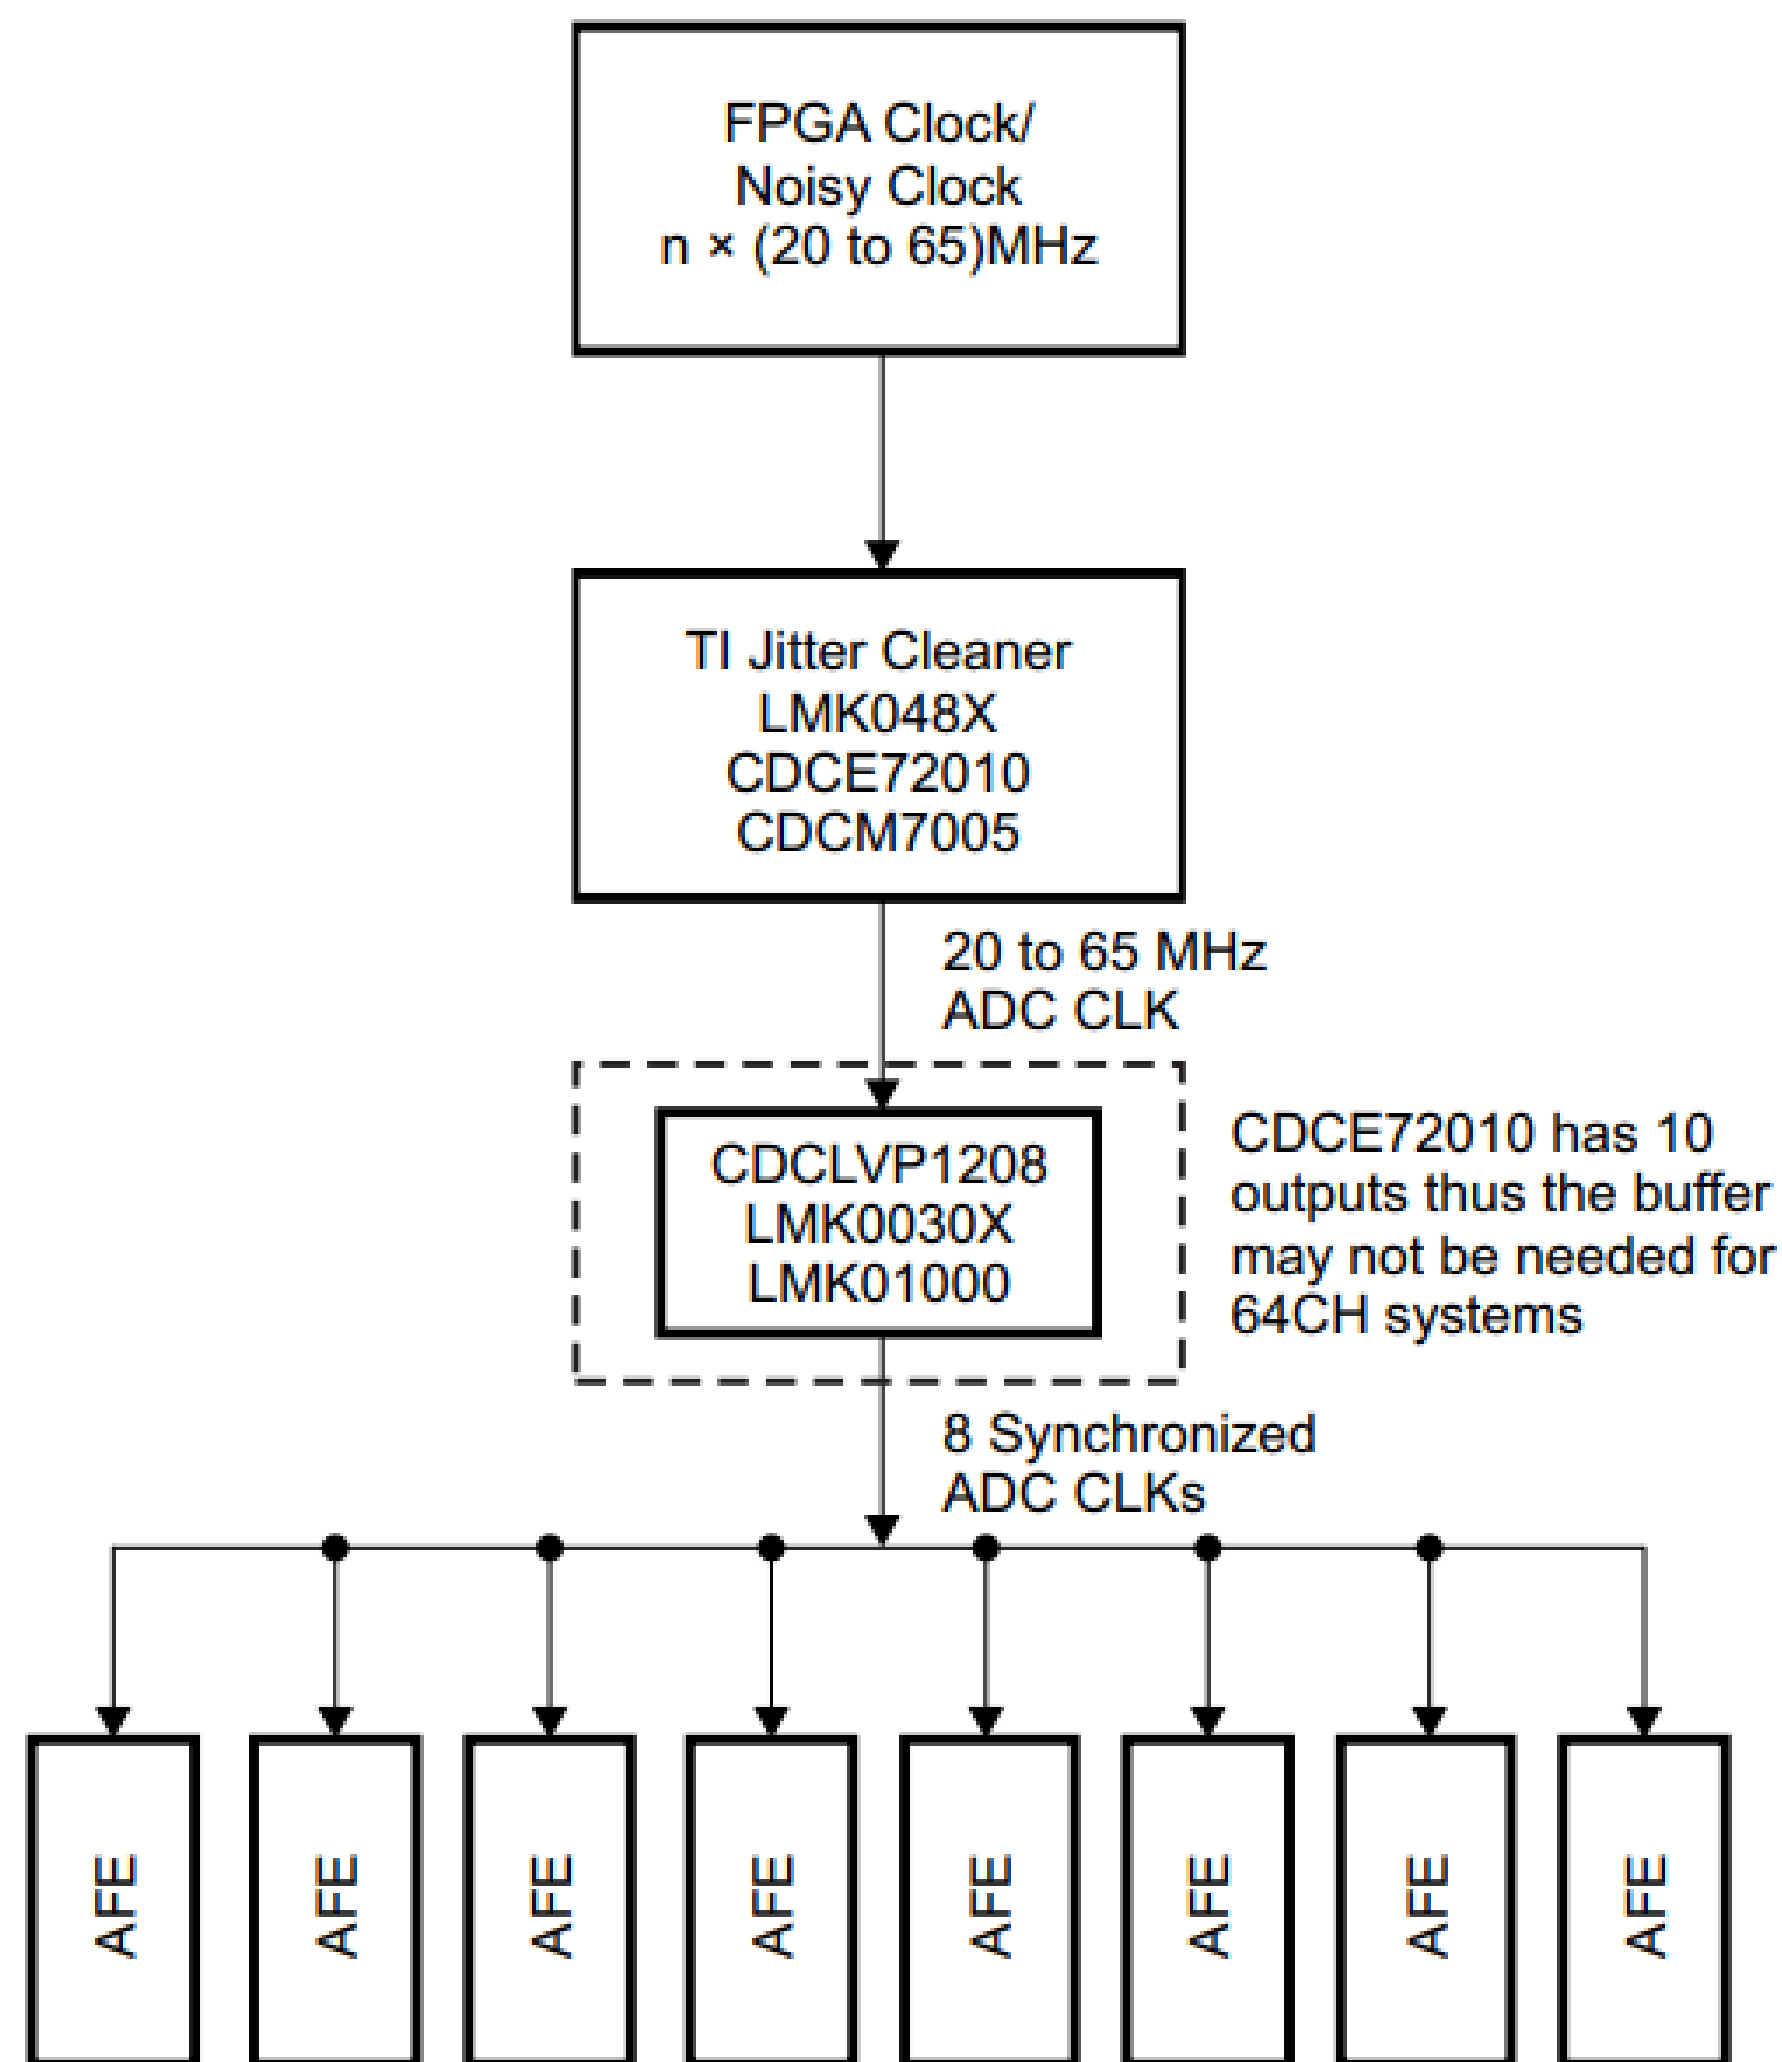 FPGA Clock/
Noisy Clock
n × (20 to 65)MHz
TI Jitter Cleaner
LMK048X
CDCE72010
CDCM7005
20 to 65 MHz
ADC CLK
CDCLVP1208
LMK0030X
LMK01000
CDCE72010 has 10
outputs thus the buffer
may not be needed for
64CH systems
8 Synchronized
ADC CLKs
AFE
AFE
AFE
AFE
AFE
AFE
AFE
AFE